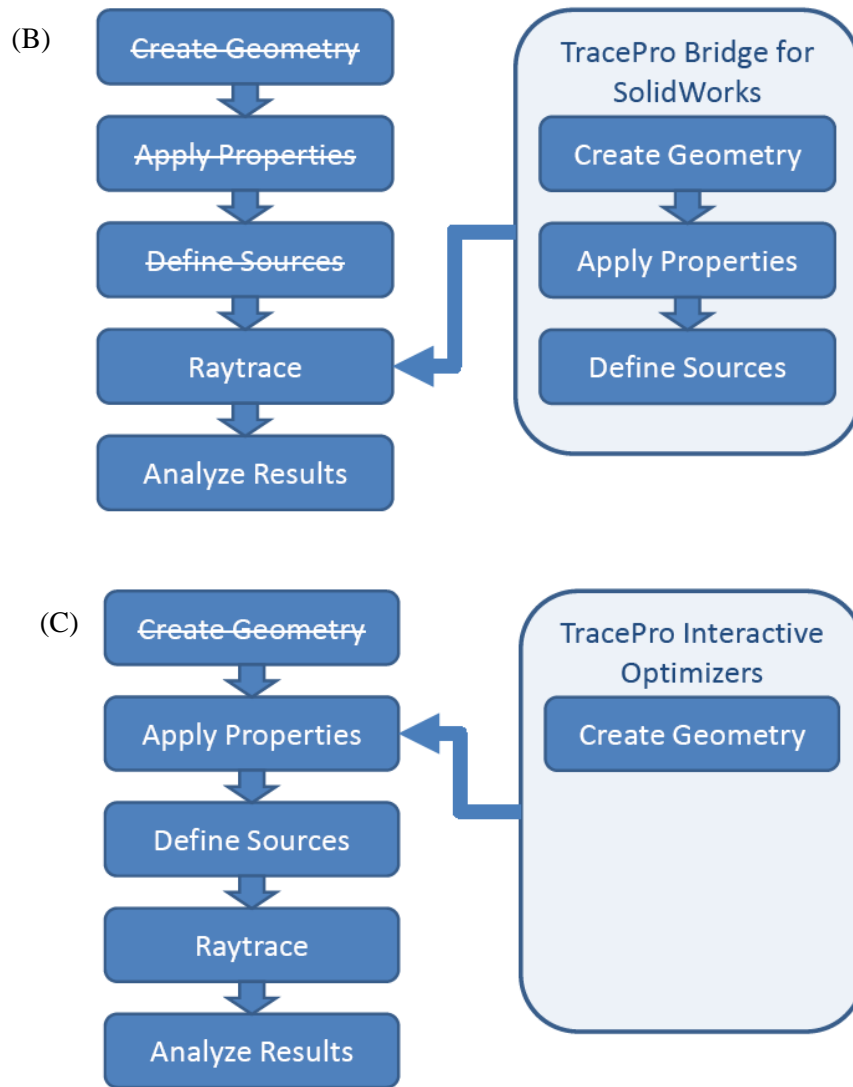 (B)
Create Geometry
Apply Properties
Define Sources
Raytrace
Analyze Results
TracePro Bridge for
SolidWorks
Create Geometry
Apply Properties
Define Sources
(C)
Create Geometry
Apply Properties
Define Sources
Raytrace
Analyze Results
TracePro Interactive
Optimizers
Create Geometry